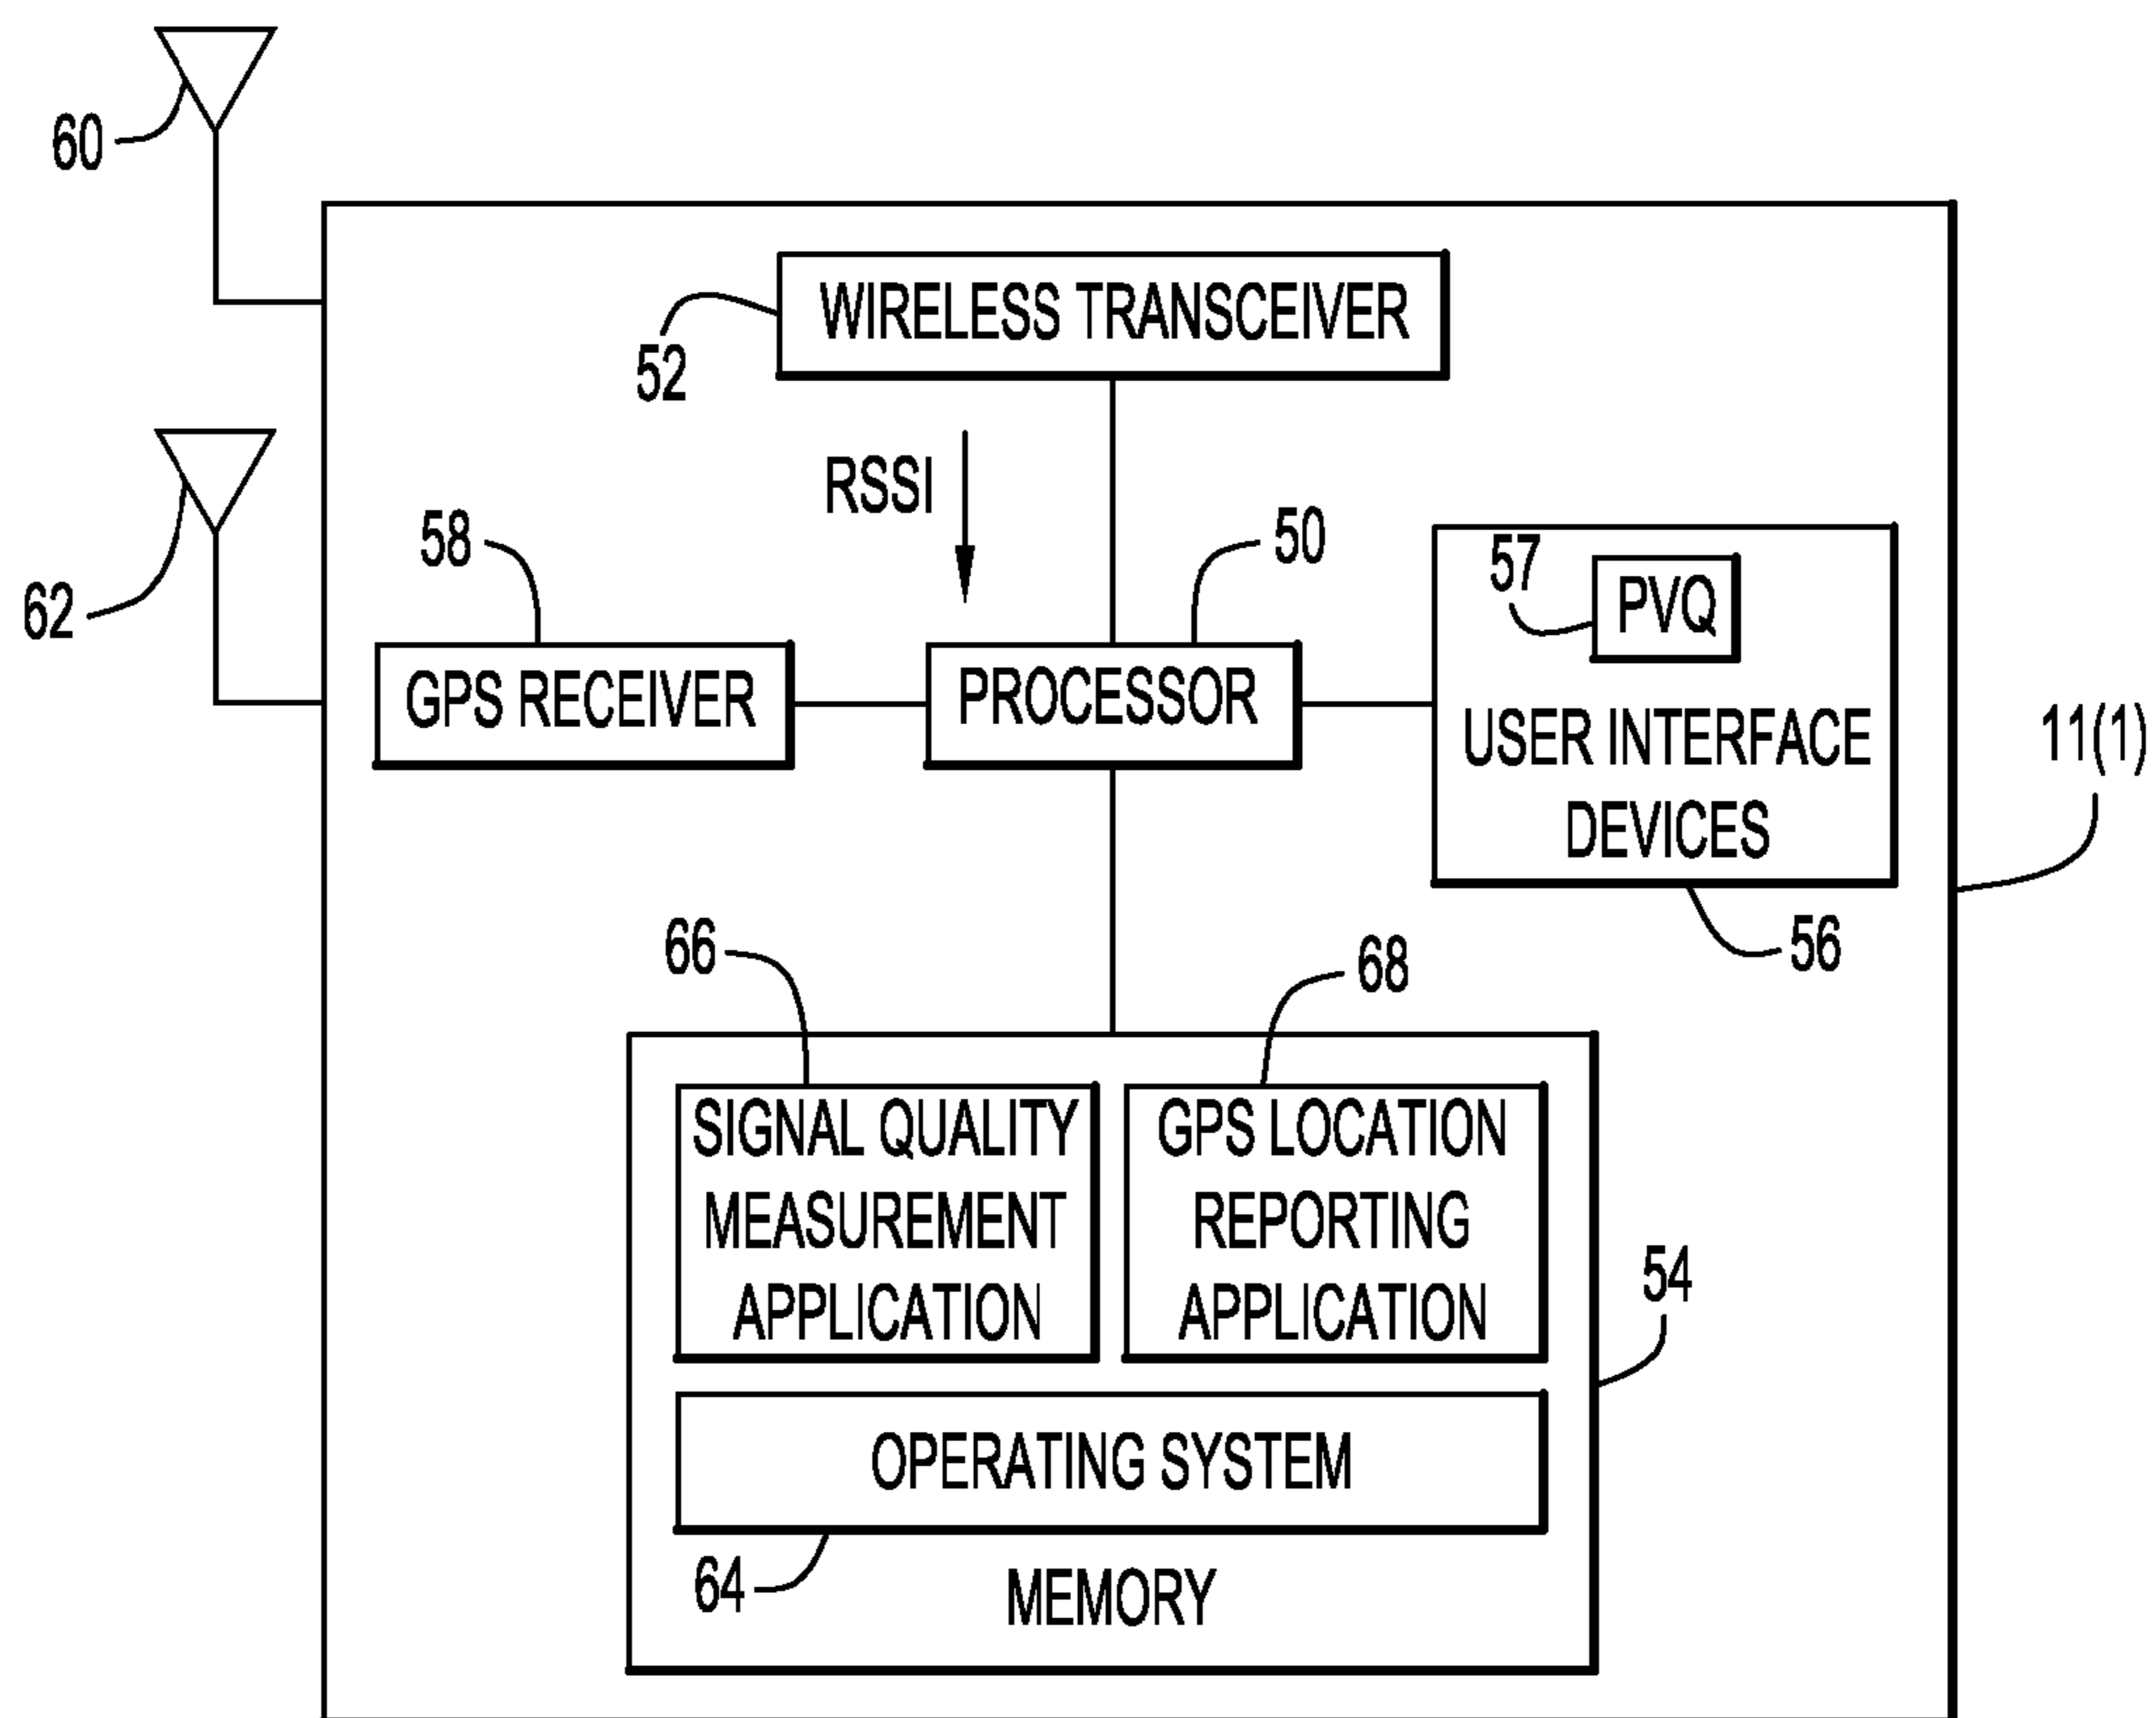 60
WIRELESS TRANSCEIVER
52
RSSI
58
50
57
PVQ
62
GPS RECEIVER
PROCESSOR
USER INTERFACE
DEVICES
11(1)
56
66
68
SIGNAL QUALITY
MEASUREMENT
APPLICATION
GPS LOCATION
REPORTING
APPLICATION
54
OPERATING SYSTEM
64
MEMORY